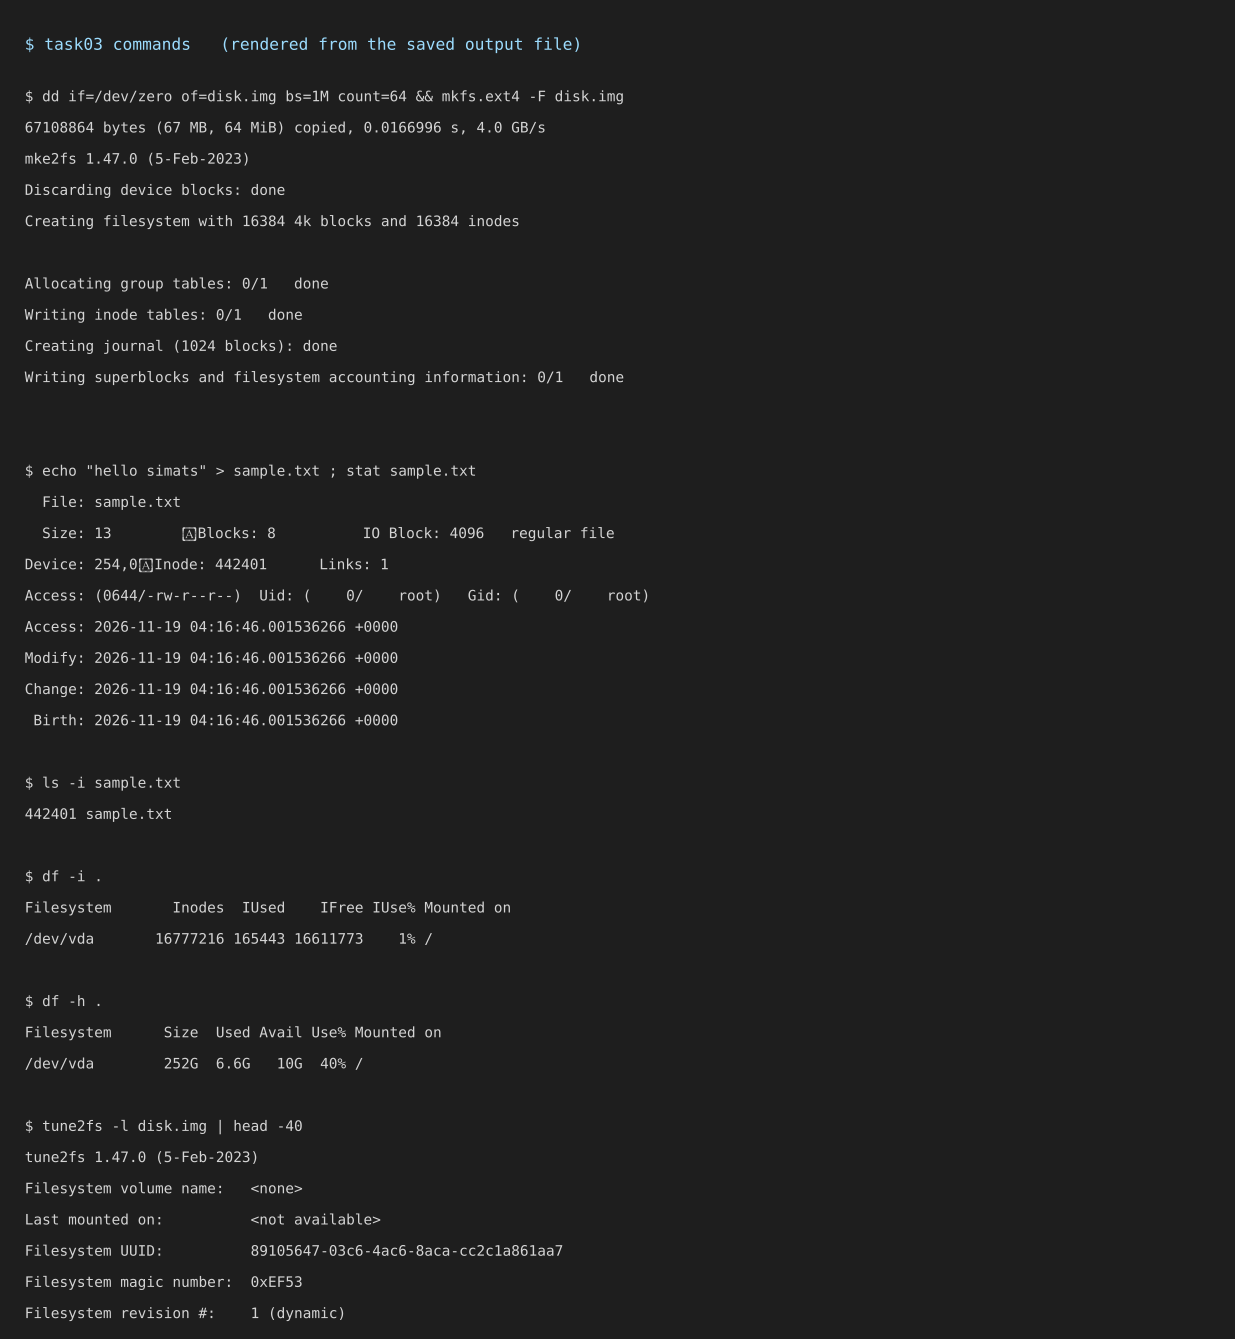 $ task03 commands   (rendered from the saved output file)
$ dd if=/dev/zero of=disk.img bs=1M count=64 && mkfs.ext4 -F disk.img
67108864 bytes (67 MB, 64 MiB) copied, 0.0166996 s, 4.0 GB/s
mke2fs 1.47.0 (5-Feb-2023)
Discarding device blocks: done
Creating filesystem with 16384 4k blocks and 16384 inodes
Allocating group tables: 0/1   done
Writing inode tables: 0/1   done
Creating journal (1024 blocks): done
Writing superblocks and filesystem accounting information: 0/1   done
$ echo "hello simats" > sample.txt ; stat sample.txt
  File: sample.txt
  Size: 13        🄰Blocks: 8          IO Block: 4096   regular file
Device: 254,0🄰Inode: 442401      Links: 1
Access: (0644/-rw-r--r--)  Uid: (    0/    root)   Gid: (    0/    root)
Access: 2026-11-19 04:16:46.001536266 +0000
Modify: 2026-11-19 04:16:46.001536266 +0000
Change: 2026-11-19 04:16:46.001536266 +0000
 Birth: 2026-11-19 04:16:46.001536266 +0000
$ ls -i sample.txt
442401 sample.txt
$ df -i .
Filesystem       Inodes  IUsed    IFree IUse% Mounted on
/dev/vda       16777216 165443 16611773    1% /
$ df -h .
Filesystem      Size  Used Avail Use% Mounted on
/dev/vda        252G  6.6G   10G  40% /
$ tune2fs -l disk.img | head -40
tune2fs 1.47.0 (5-Feb-2023)
Filesystem volume name:   <none>
Last mounted on:          <not available>
Filesystem UUID:          89105647-03c6-4ac6-8aca-cc2c1a861aa7
Filesystem magic number:  0xEF53
Filesystem revision #:    1 (dynamic)